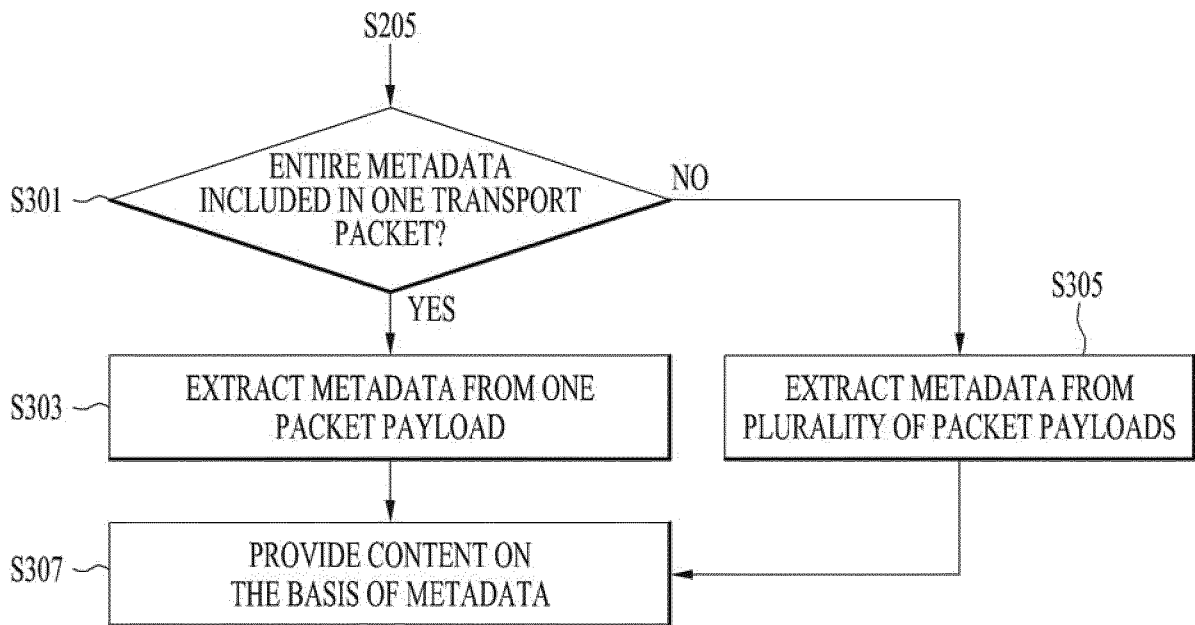 S205
S301
ENTIRE METADATA
INCLUDED IN ONE TRANSPORT
PACKET?
NO
YES
S305
S303
EXTRACT METADATA FROM ONE
PACKET PAYLOAD
EXTRACT METADATA FROM
PLURALITY OF PACKET PAYLOADS
S307
PROVIDE CONTENT ON
THE BASIS OF METADATA